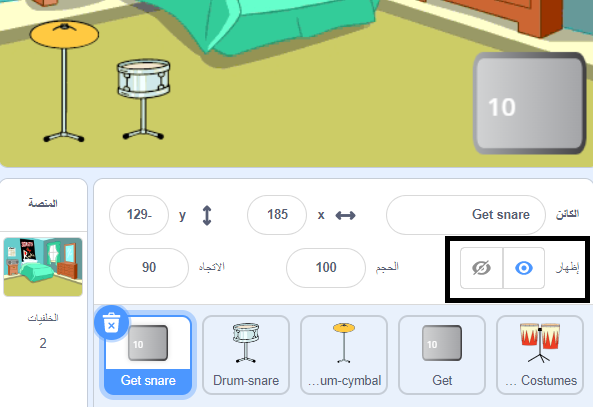 10
المنصة
الخلفيات
2
الكائن
Get snare
x
185
y
129-
إظهار
الحجم
100
الاتجاه
90
10
Get snare
Drum-snare
...um-cymbal
10
Get
... Costumes